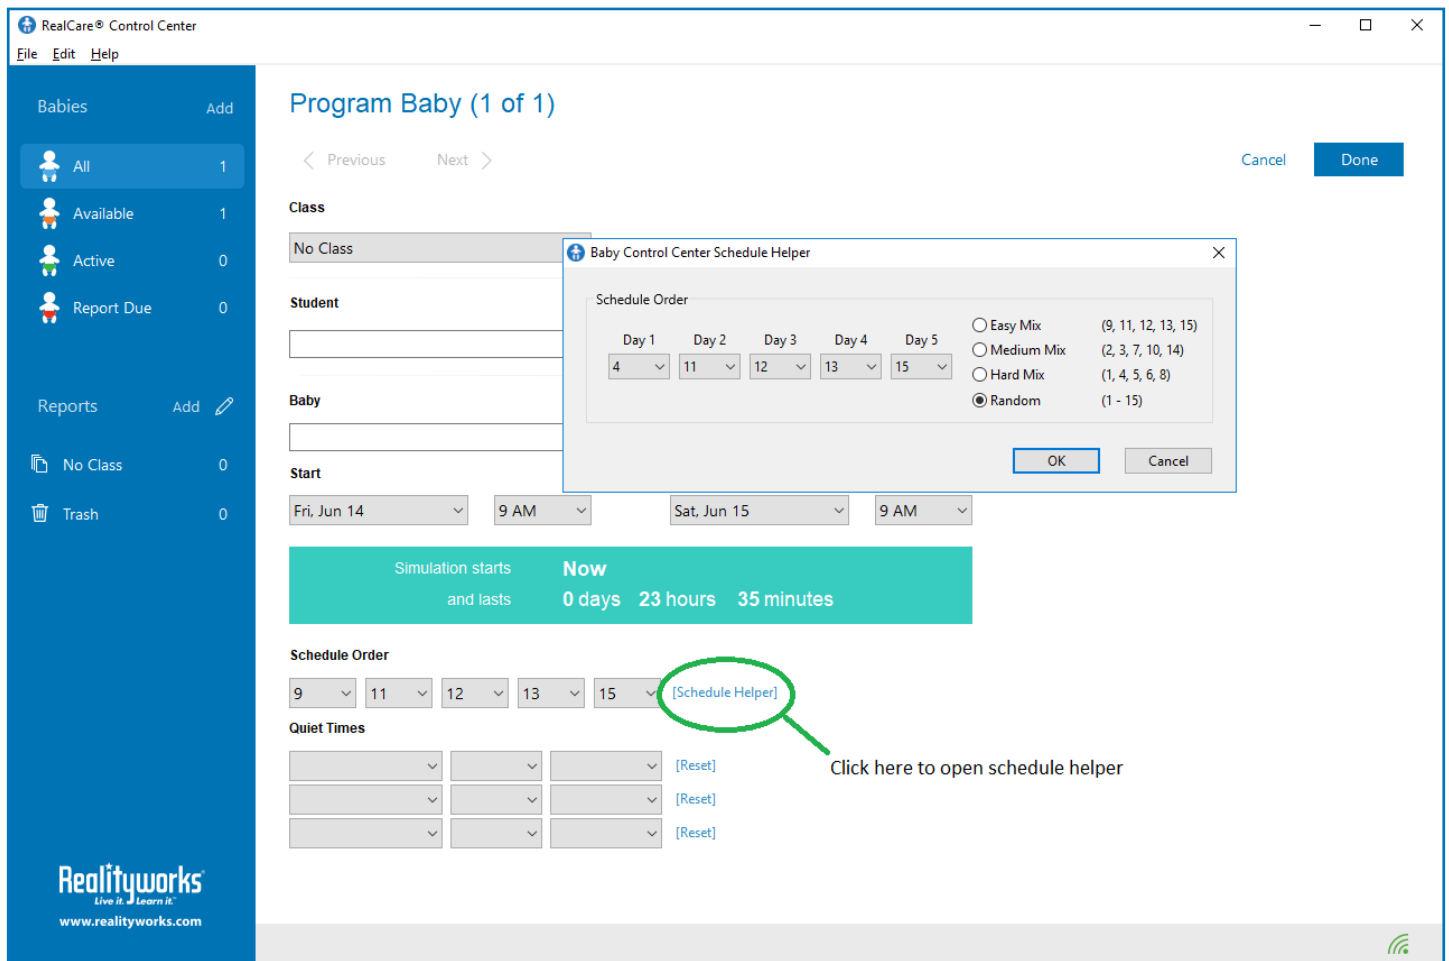 RealCare® Control Center
File Edit Help
Babies Add
All 1
Available 1
Active 0
Report Due 0
Reports Add
No Class 0
Trash 0
Realityworks
Live it. Learn it.™
www.realityworks.com
Program Baby (1 of 1)
Previous Next Cancel Done
Class
No Class
Student
Baby
Start
Fri, Jun 14 9 AM Sat, Jun 15 9 AM
Simulation starts Now
and lasts 0 days 23 hours 35 minutes
Schedule Order
9 11 12 13 15 [Schedule Helper]
Quiet Times
[Reset]
[Reset]
[Reset]
Click here to open schedule helper
Baby Control Center Schedule Helper
Schedule Order
Day 1 Day 2 Day 3 Day 4 Day 5
4 11 12 13 15
Easy Mix (9, 11, 12, 13, 15)
Medium Mix (2, 3, 7, 10, 14)
Hard Mix (1, 4, 5, 6, 8)
Random (1 - 15)
OK Cancel